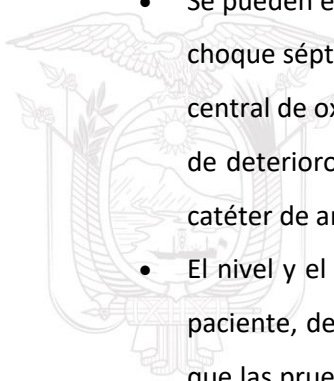 • Se pueden e
choque sépt
central de ox
de deterioro
catéter de a
• El nivel y el
paciente, de
que las prue